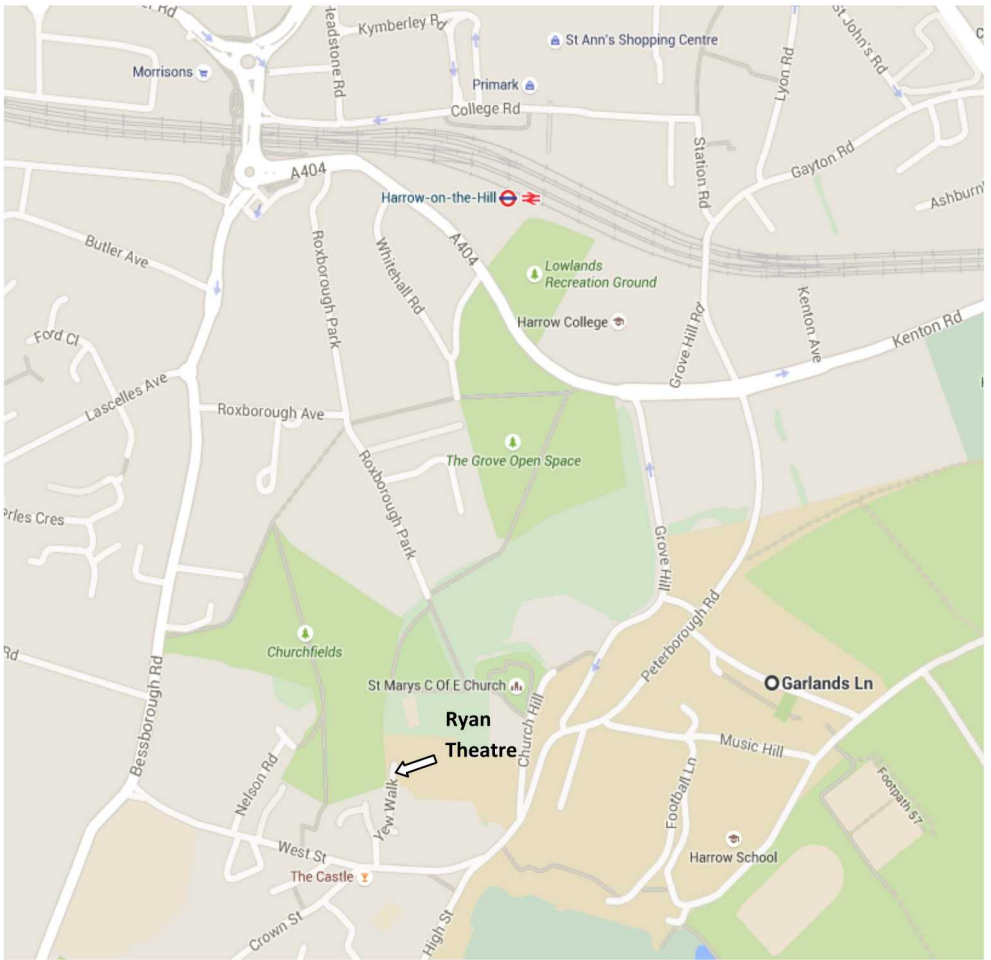 er Rd
Headstone Rd
Kymberley Rd
St Ann's Shopping Centre
St John's Rd
Lyon Rd
C
Morrisons
Primark
College Rd
Station Rd
Gayton Rd
A404
Harrow-on-the-Hill
Ashburn
Butler Ave
Roxborough Park
Whitehall Rd
A404
Lowlands
Recreation Ground
Harrow College
Kenton Ave
Grove Hill Rd
Kenton Rd
Ford Cl
Lascelles Ave
Roxborough Ave
The Grove Open Space
Roxborough Park
erles Cres
Grove Hill
Peterborough Rd
Churchfields
Rd
St Marys C Of E Church
Garlands Ln
Bessborough Rd
Ryan
Theatre
Church Hill
Music Hill
Nelson Rd
Yew Walk
Football Ln
Footpath 57
West St
Harrow School
The Castle
Crown St
High St